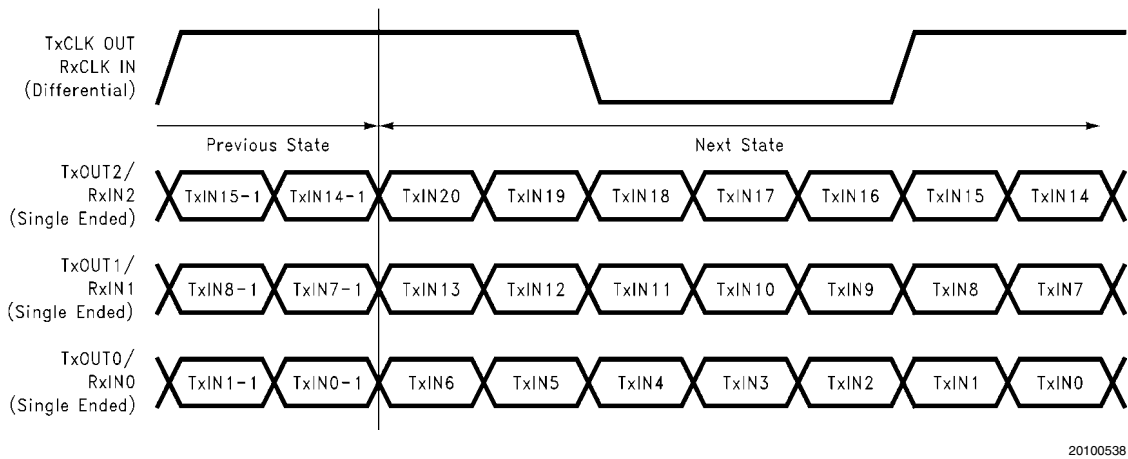 TxCLK OUT
RxCLK IN
(Differential)
Previous State
Next State
TxOUT2/
RxIN2
(Single Ended)
TxIN15-1 TxIN14-1 TxIN20 TxIN19 TxIN18 TxIN17 TxIN16 TxIN15 TxIN14
TxOUT1/
RxIN1
(Single Ended)
TxIN8-1 TxIN7-1 TxIN13 TxIN12 TxIN11 TxIN10 TxIN9 TxIN8 TxIN7
TxOUT0/
RxIN0
(Single Ended)
TxIN1-1 TxIN0-1 TxIN6 TxIN5 TxIN4 TxIN3 TxIN2 TxIN1 TxIN0
20100538